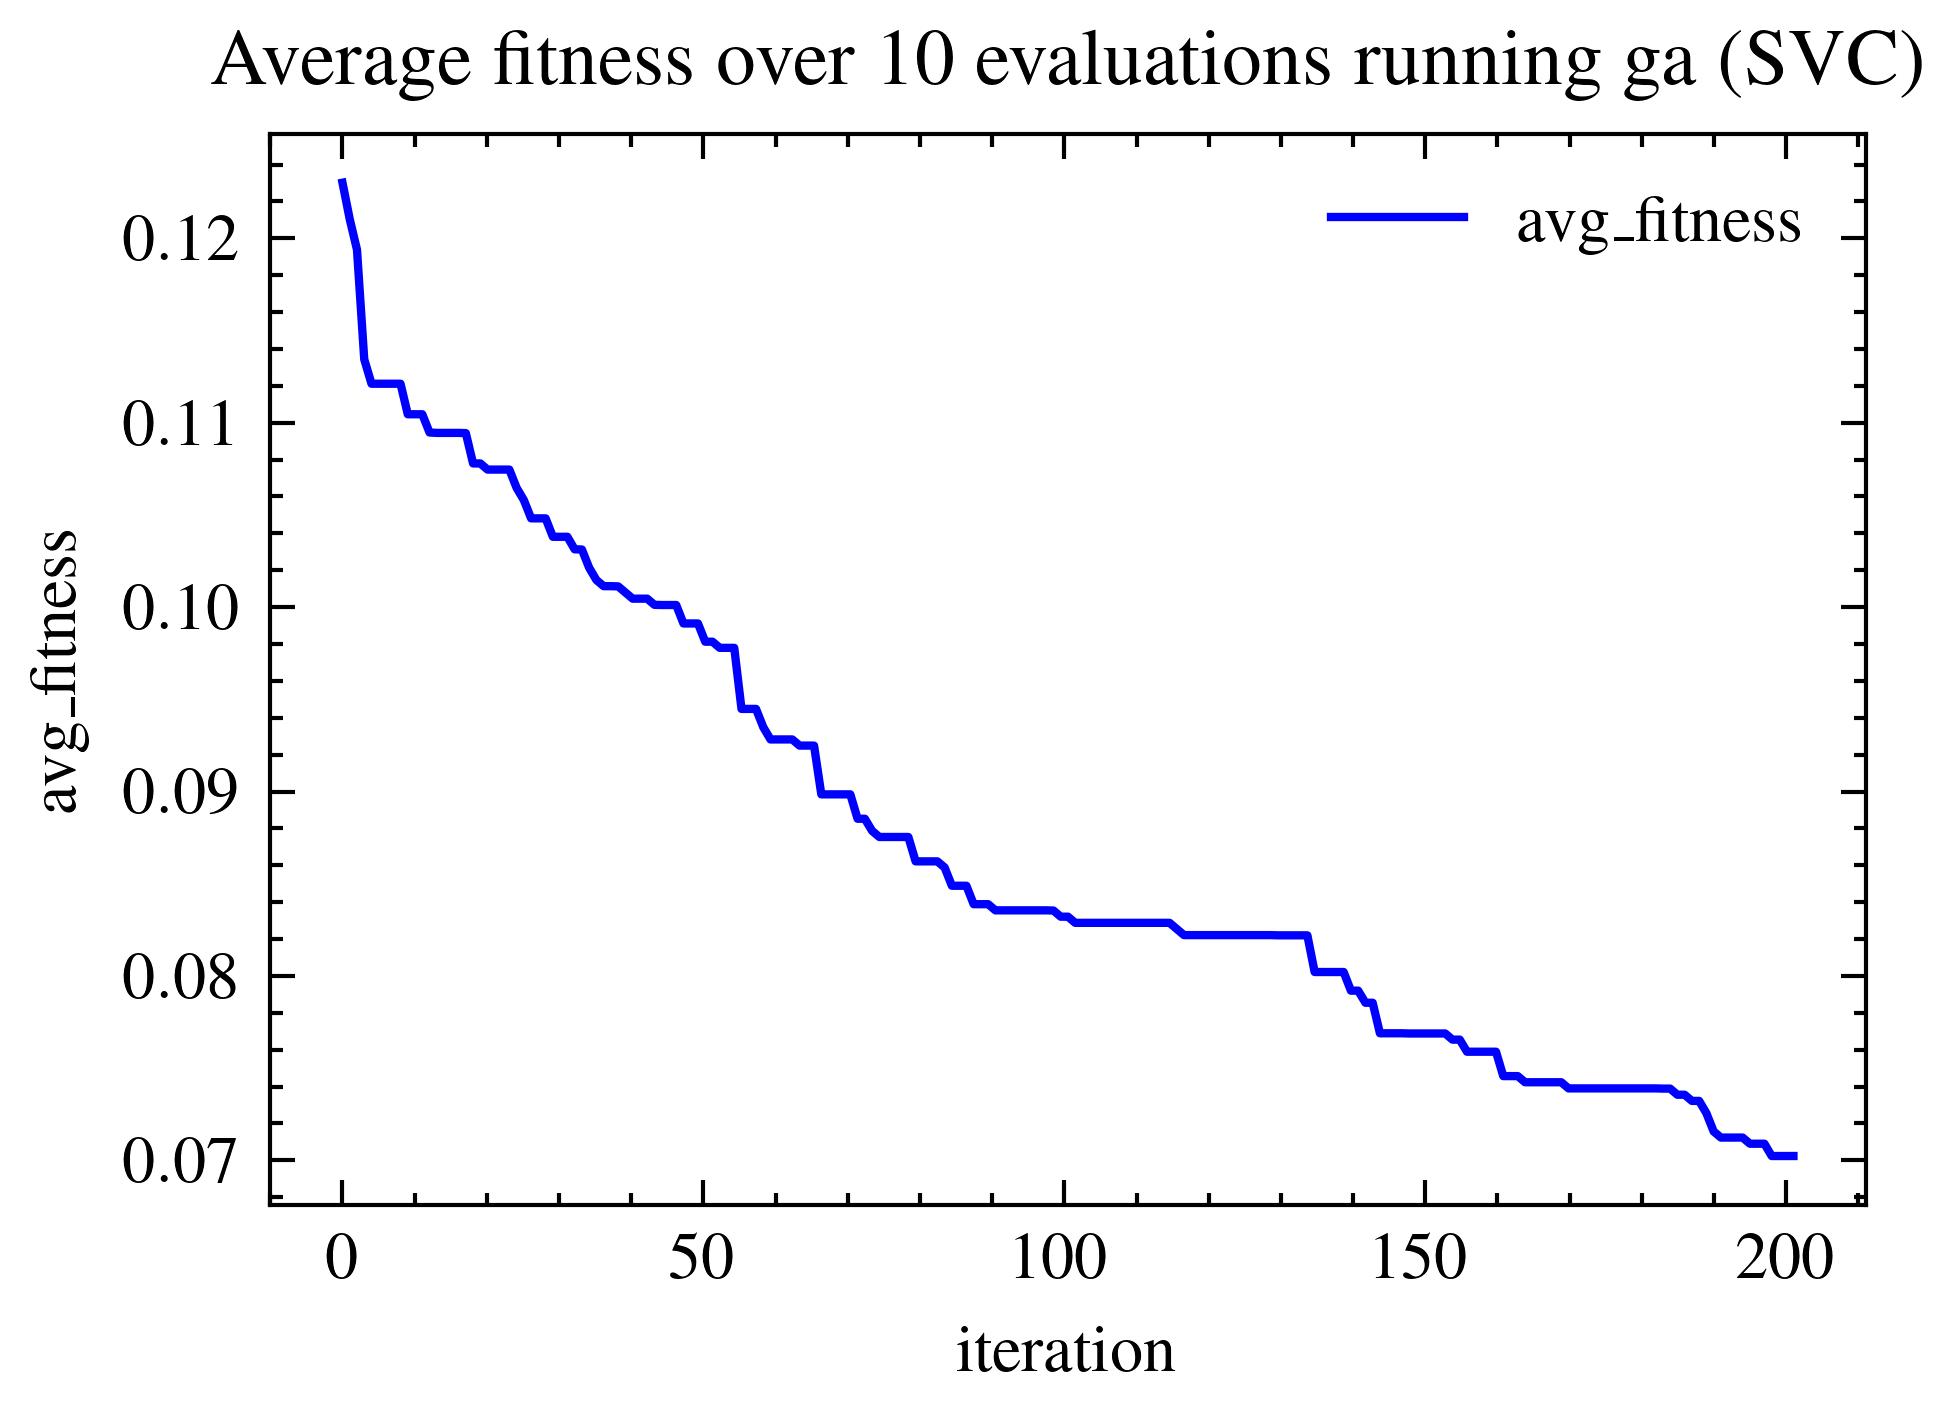 Average fitness over 10 evaluations running ga (SVC)
avg_fitness
0.12
0.11
0.10
0.09
0.08
0.07
avg_fitness
0 50 100 150 200
iteration